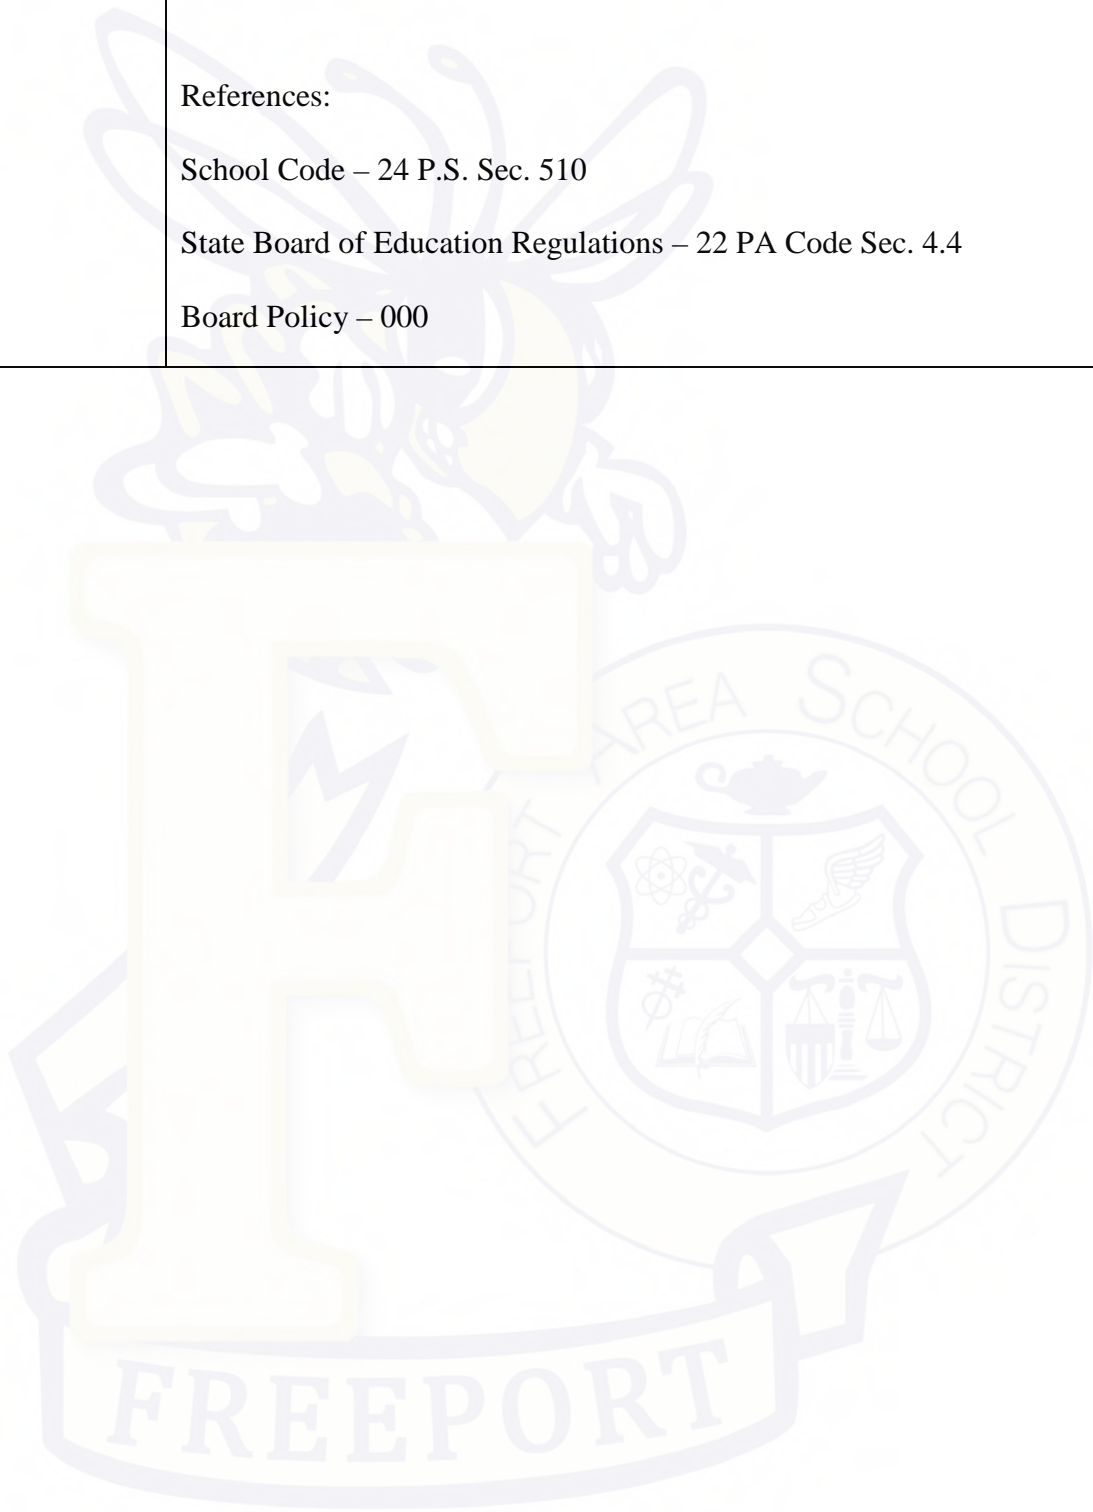 References:
School Code – 24 P.S. Sec. 510
State Board of Education Regulations – 22 PA Code Sec. 4.4
Board Policy – 000
FREEPORT AREA SCHOOL DISTRICT
FREEPORT